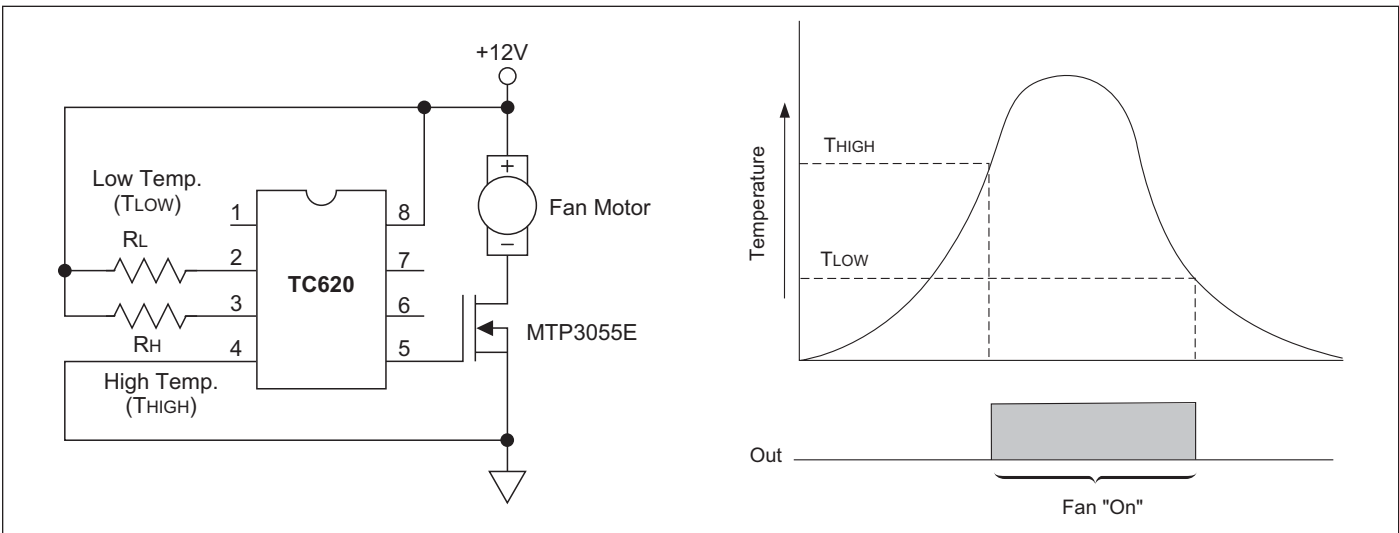 +12V
Low Temp.
(TLOW)
RL
RH
High Temp.
(THIGH)
1
2
3
4
TC620
8
7
6
5
+
Fan Motor
–
MTP3055E
Temperature
THIGH
TLOW
Out
Fan "On"